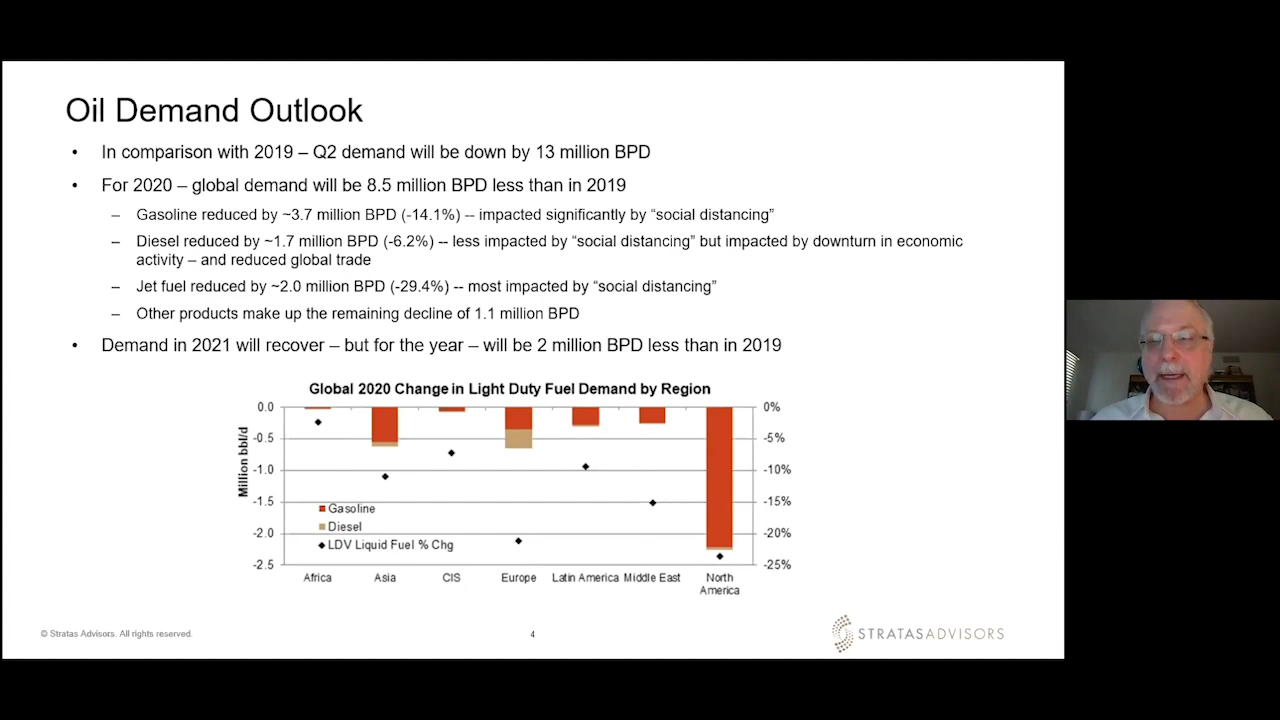 Oil Demand Outlook
• In comparison with 2019 – Q2 demand will be down by 13 million BPD
• For 2020 – global demand will be 8.5 million BPD less than in 2019
– Gasoline reduced by ~3.7 million BPD (-14.1%) -- impacted significantly by “social distancing”
– Diesel reduced by ~1.7 million BPD (-6.2%) -- less impacted by “social distancing” but impacted by downturn in economic
activity – and reduced global trade
– Jet fuel reduced by ~2.0 million BPD (-29.4%) -- most impacted by “social distancing”
– Other products make up the remaining decline of 1.1 million BPD
• Demand in 2021 will recover – but for the year – will be 2 million BPD less than in 2019
Global 2020 Change in Light Duty Fuel Demand by Region
Million bbl/d
0.0
-0.5
-1.0
-1.5
-2.0
-2.5
0%
-5%
-10%
-15%
-20%
-25%
Gasoline
Diesel
LDV Liquid Fuel % Chg
Africa
Asia
CIS
Europe
Latin America
Middle East
North
America
© Stratas Advisors. All rights reserved.
4
STRATASADVISORS